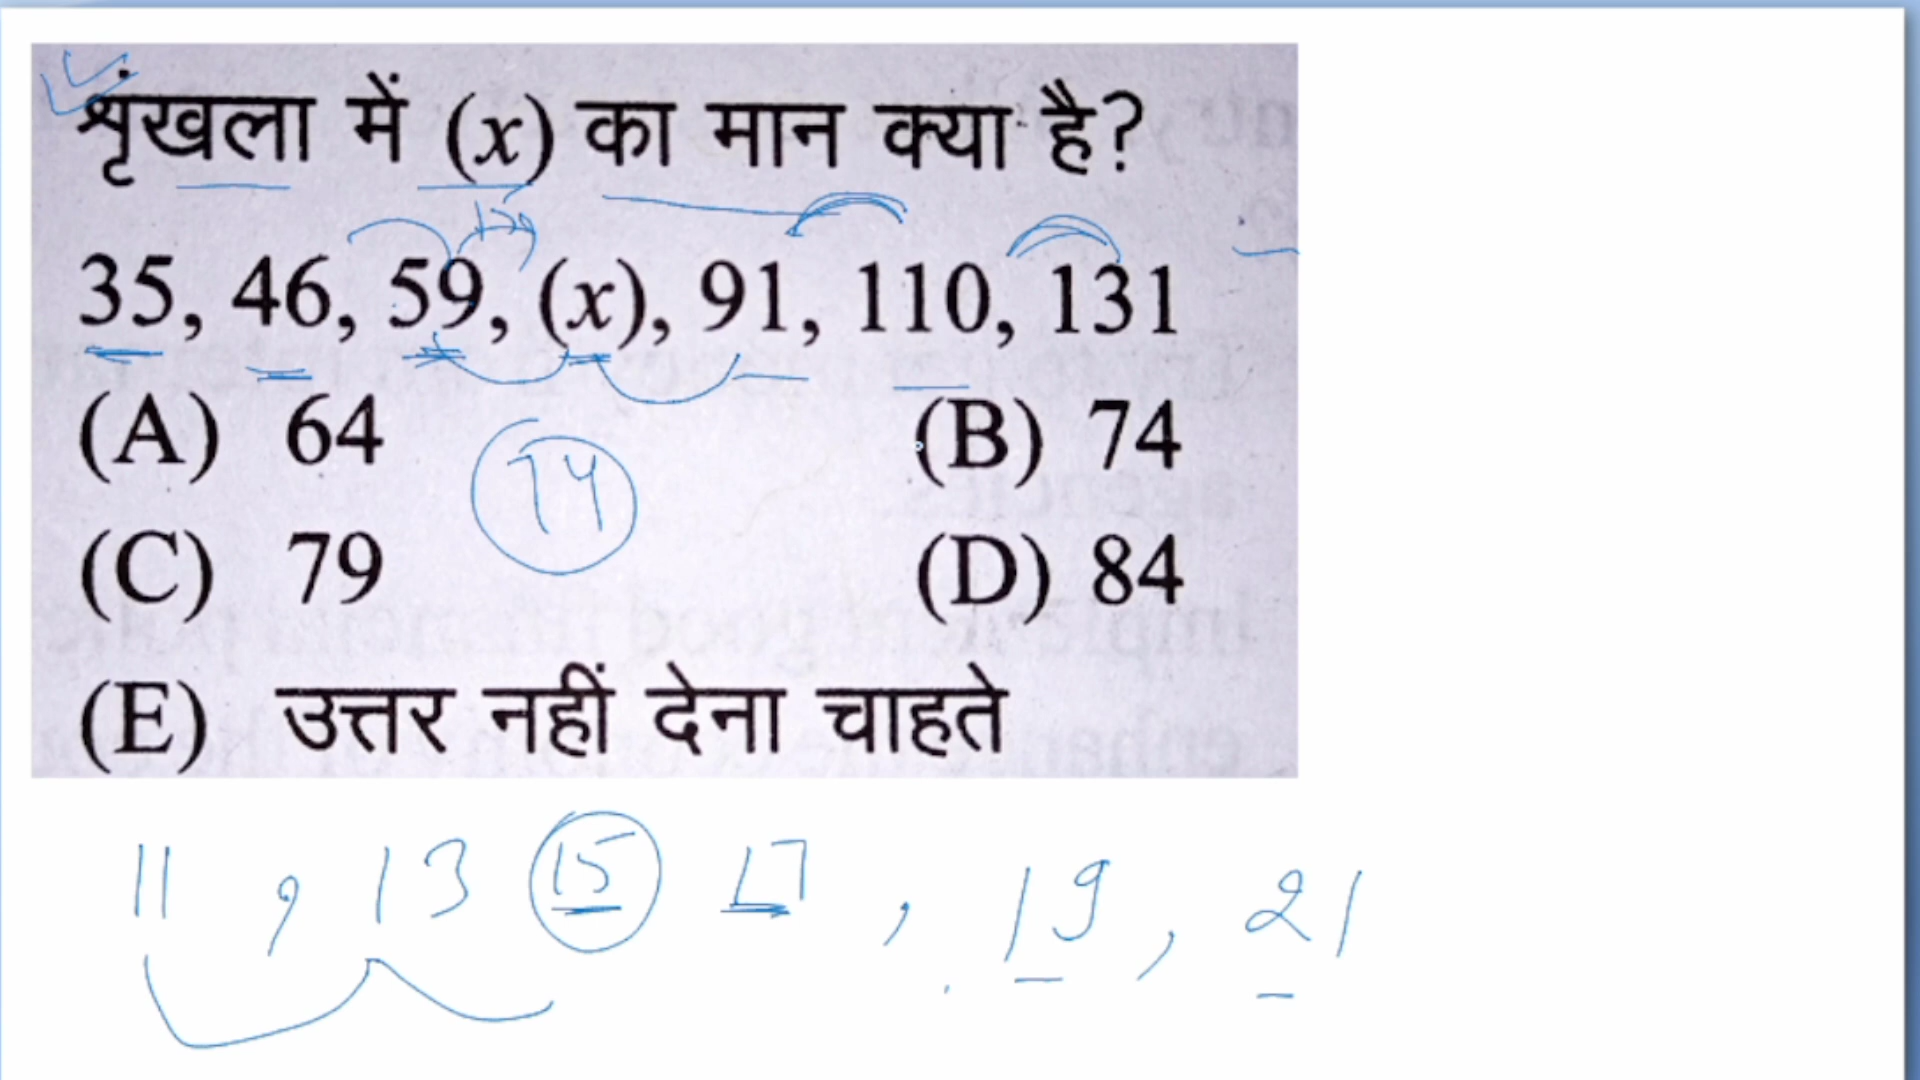 श्रृंखला में (x) का मान क्या है?
35, 46, 59, (x), 91, 110, 131
(A) 64 (B) 74
74
(C) 79 (D) 84
(E) उत्तर नहीं देना चाहते
11, 13 15 17, 19, 21